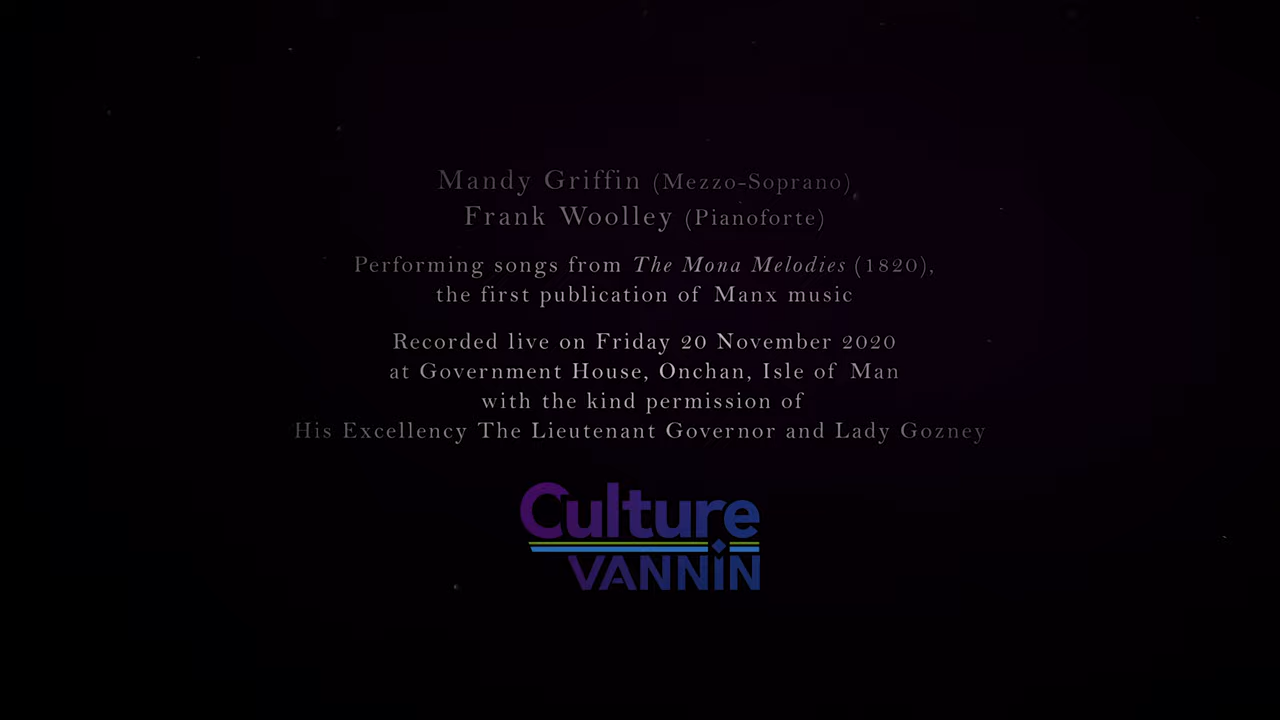 Mandy Griffin (Mezzo-Soprano)
Frank Woolley (Pianoforte)
Performing songs from The Mona Melodies (1820),
the first publication of Manx music
Recorded live on Friday 20 November 2020
at Government House, Onchan, Isle of Man
with the kind permission of
His Excellency The Lieutenant Governor and Lady Gozney
Culture
VANNIN